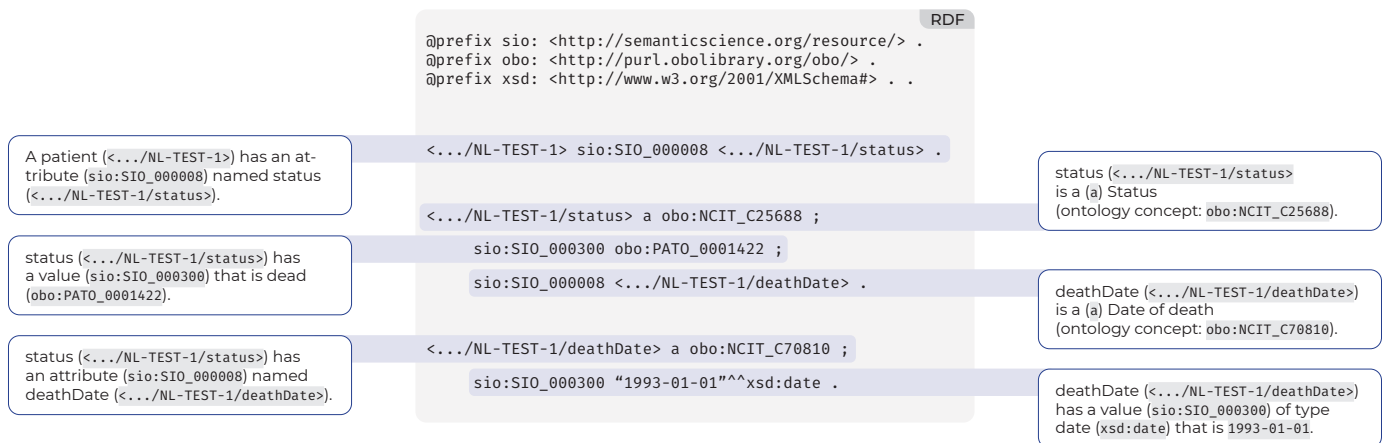 RDF
@prefix sio: <http://semanticscience.org/resource/> .
@prefix obo: <http://purl.obolibrary.org/obo/> .
@prefix xsd: <http://www.w3.org/2001/XMLSchema#> . .
<.../NL-TEST-1> sio:SIO_000008 <.../NL-TEST-1/status> .
<.../NL-TEST-1/status> a obo:NCIT_C25688 ;
sio:SIO_000300 obo:PATO_0001422 ;
sio:SIO_000008 <.../NL-TEST-1/deathDate> .
<.../NL-TEST-1/deathDate> a obo:NCIT_C70810 ;
sio:SIO_000300 “1993-01-01”^^xsd:date .
A patient (<.../NL-TEST-1>) has an at-
tribute (sio:SIO_000008) named status
(<.../NL-TEST-1/status>).
status (<.../NL-TEST-1/status>) has
a value (sio:SIO_000300) that is dead
(obo:PATO_0001422).
status (<.../NL-TEST-1/status>) has
an attribute (sio:SIO_000008) named
deathDate (<.../NL-TEST-1/deathDate>).
status (<.../NL-TEST-1/status>
is a (a) Status
(ontology concept: obo:NCIT_C25688).
deathDate (<.../NL-TEST-1/deathDate>)
is a (a) Date of death
(ontology concept: obo:NCIT_C70810).
deathDate (<.../NL-TEST-1/deathDate>)
has a value (sio:SIO_000300) of type
date (xsd:date) that is 1993-01-01.